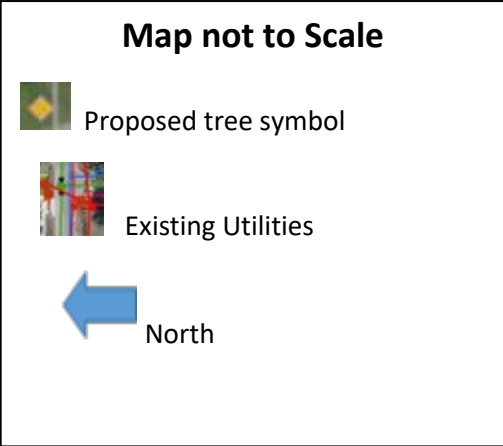 Map not to Scale
Proposed tree symbol
Existing Utilities
North